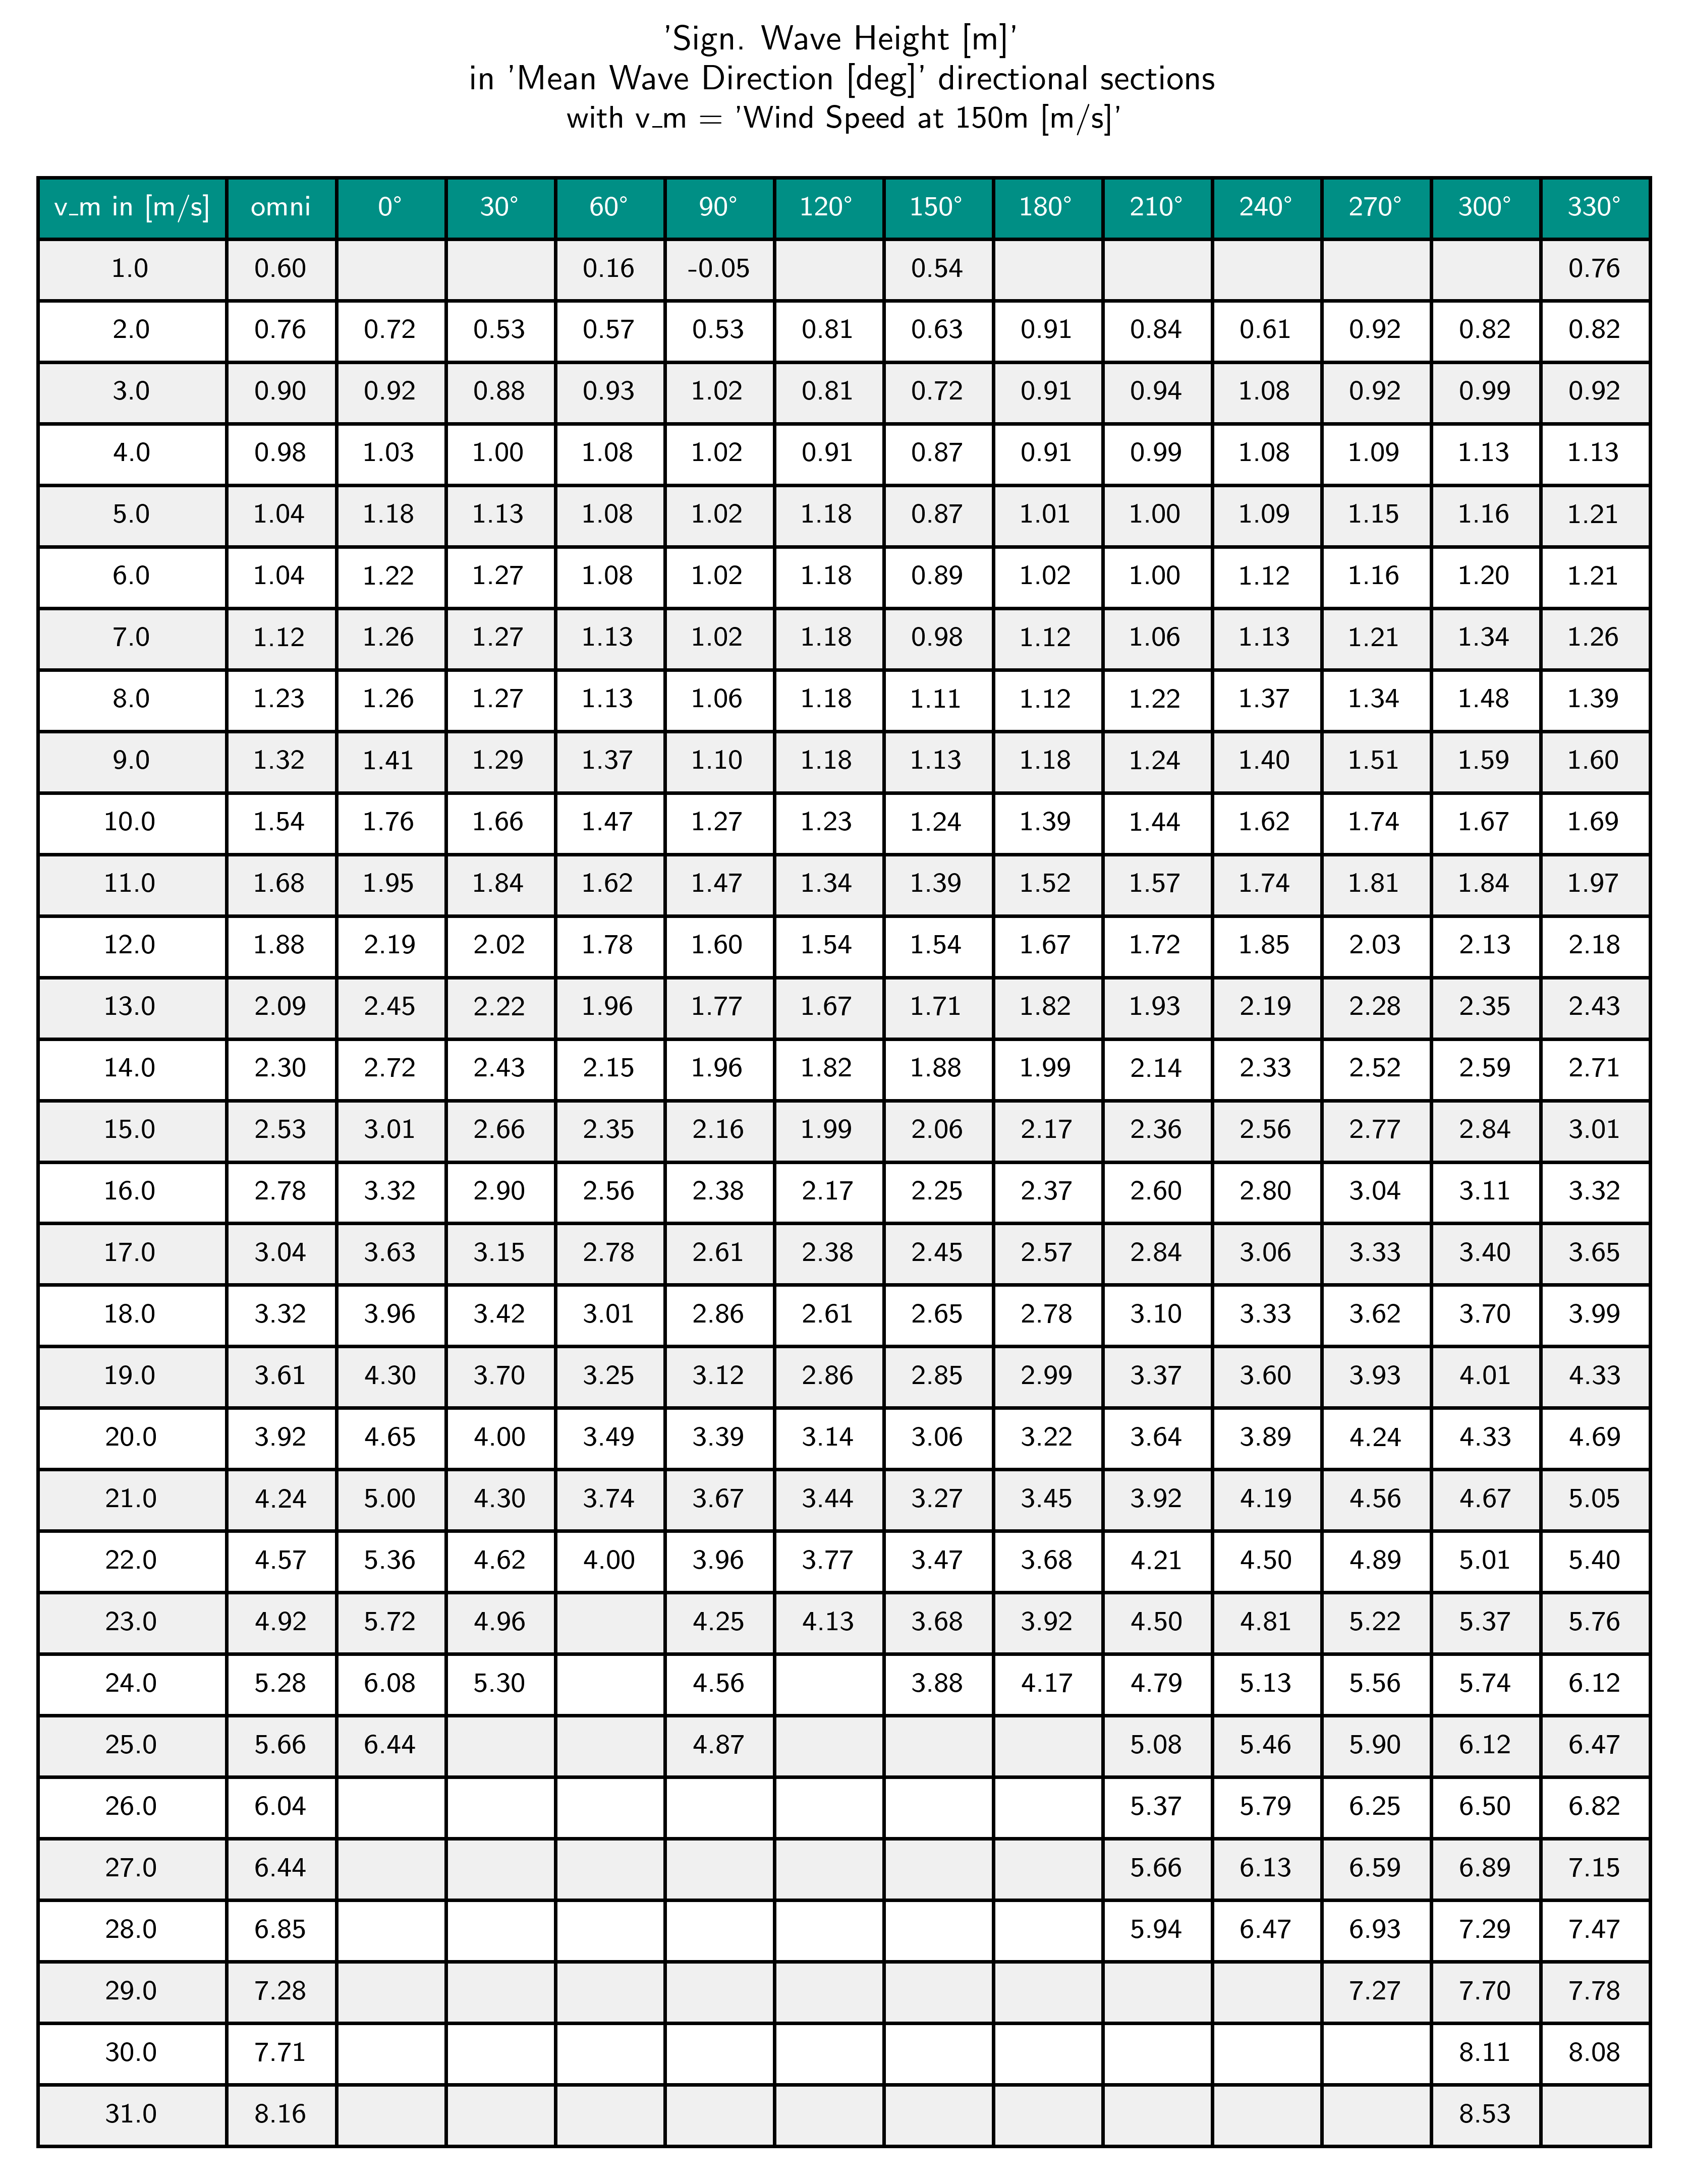 'Sign. Wave Height [m]'
in 'Mean Wave Direction [deg]' directional sections
with v_m = 'Wind Speed at 150m [m/s]'
v_m in [m/s] omni 0° 30° 60° 90° 120° 150° 180° 210° 240° 270° 300° 330°
1.0 0.60 0.16 -0.05 0.54 0.76
2.0 0.76 0.72 0.53 0.57 0.53 0.81 0.63 0.91 0.84 0.61 0.92 0.82 0.82
3.0 0.90 0.92 0.88 0.93 1.02 0.81 0.72 0.91 0.94 1.08 0.92 0.99 0.92
4.0 0.98 1.03 1.00 1.08 1.02 0.91 0.87 0.91 0.99 1.08 1.09 1.13 1.13
5.0 1.04 1.18 1.13 1.08 1.02 1.18 0.87 1.01 1.00 1.09 1.15 1.16 1.21
6.0 1.04 1.22 1.27 1.08 1.02 1.18 0.89 1.02 1.00 1.12 1.16 1.20 1.21
7.0 1.12 1.26 1.27 1.13 1.02 1.18 0.98 1.12 1.06 1.13 1.21 1.34 1.26
8.0 1.23 1.26 1.27 1.13 1.06 1.18 1.11 1.12 1.22 1.37 1.34 1.48 1.39
9.0 1.32 1.41 1.29 1.37 1.10 1.18 1.13 1.18 1.24 1.40 1.51 1.59 1.60
10.0 1.54 1.76 1.66 1.47 1.27 1.23 1.24 1.39 1.44 1.62 1.74 1.67 1.69
11.0 1.68 1.95 1.84 1.62 1.47 1.34 1.39 1.52 1.57 1.74 1.81 1.84 1.97
12.0 1.88 2.19 2.02 1.78 1.60 1.54 1.54 1.67 1.72 1.85 2.03 2.13 2.18
13.0 2.09 2.45 2.22 1.96 1.77 1.67 1.71 1.82 1.93 2.19 2.28 2.35 2.43
14.0 2.30 2.72 2.43 2.15 1.96 1.82 1.88 1.99 2.14 2.33 2.52 2.59 2.71
15.0 2.53 3.01 2.66 2.35 2.16 1.99 2.06 2.17 2.36 2.56 2.77 2.84 3.01
16.0 2.78 3.32 2.90 2.56 2.38 2.17 2.25 2.37 2.60 2.80 3.04 3.11 3.32
17.0 3.04 3.63 3.15 2.78 2.61 2.38 2.45 2.57 2.84 3.06 3.33 3.40 3.65
18.0 3.32 3.96 3.42 3.01 2.86 2.61 2.65 2.78 3.10 3.33 3.62 3.70 3.99
19.0 3.61 4.30 3.70 3.25 3.12 2.86 2.85 2.99 3.37 3.60 3.93 4.01 4.33
20.0 3.92 4.65 4.00 3.49 3.39 3.14 3.06 3.22 3.64 3.89 4.24 4.33 4.69
21.0 4.24 5.00 4.30 3.74 3.67 3.44 3.27 3.45 3.92 4.19 4.56 4.67 5.05
22.0 4.57 5.36 4.62 4.00 3.96 3.77 3.47 3.68 4.21 4.50 4.89 5.01 5.40
23.0 4.92 5.72 4.96 4.25 4.13 3.68 3.92 4.50 4.81 5.22 5.37 5.76
24.0 5.28 6.08 5.30 4.56 3.88 4.17 4.79 5.13 5.56 5.74 6.12
25.0 5.66 6.44 4.87 5.08 5.46 5.90 6.12 6.47
26.0 6.04 5.37 5.79 6.25 6.50 6.82
27.0 6.44 5.66 6.13 6.59 6.89 7.15
28.0 6.85 5.94 6.47 6.93 7.29 7.47
29.0 7.28 7.27 7.70 7.78
30.0 7.71 8.11 8.08
31.0 8.16 8.53